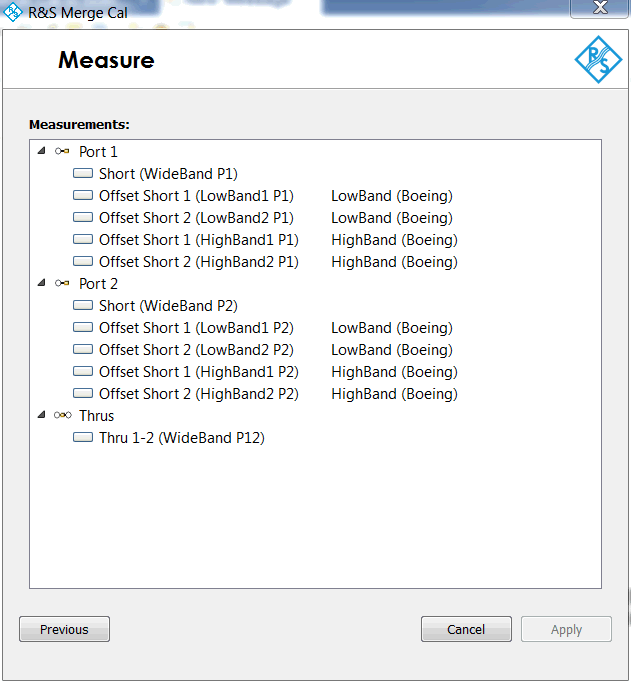 R&S Merge Cal
Measure
R
S
Measurements:
Port 1
Short (WideBand P1)
Offset Short 1 (LowBand1 P1) LowBand (Boeing)
Offset Short 2 (LowBand2 P1) LowBand (Boeing)
Offset Short 1 (HighBand1 P1) HighBand (Boeing)
Offset Short 2 (HighBand2 P1) HighBand (Boeing)
Port 2
Short (WideBand P2)
Offset Short 1 (LowBand1 P2) LowBand (Boeing)
Offset Short 2 (LowBand2 P2) LowBand (Boeing)
Offset Short 1 (HighBand1 P2) HighBand (Boeing)
Offset Short 2 (HighBand2 P2) HighBand (Boeing)
Thrus
Thru 1-2 (WideBand P12)
Previous Cancel Apply